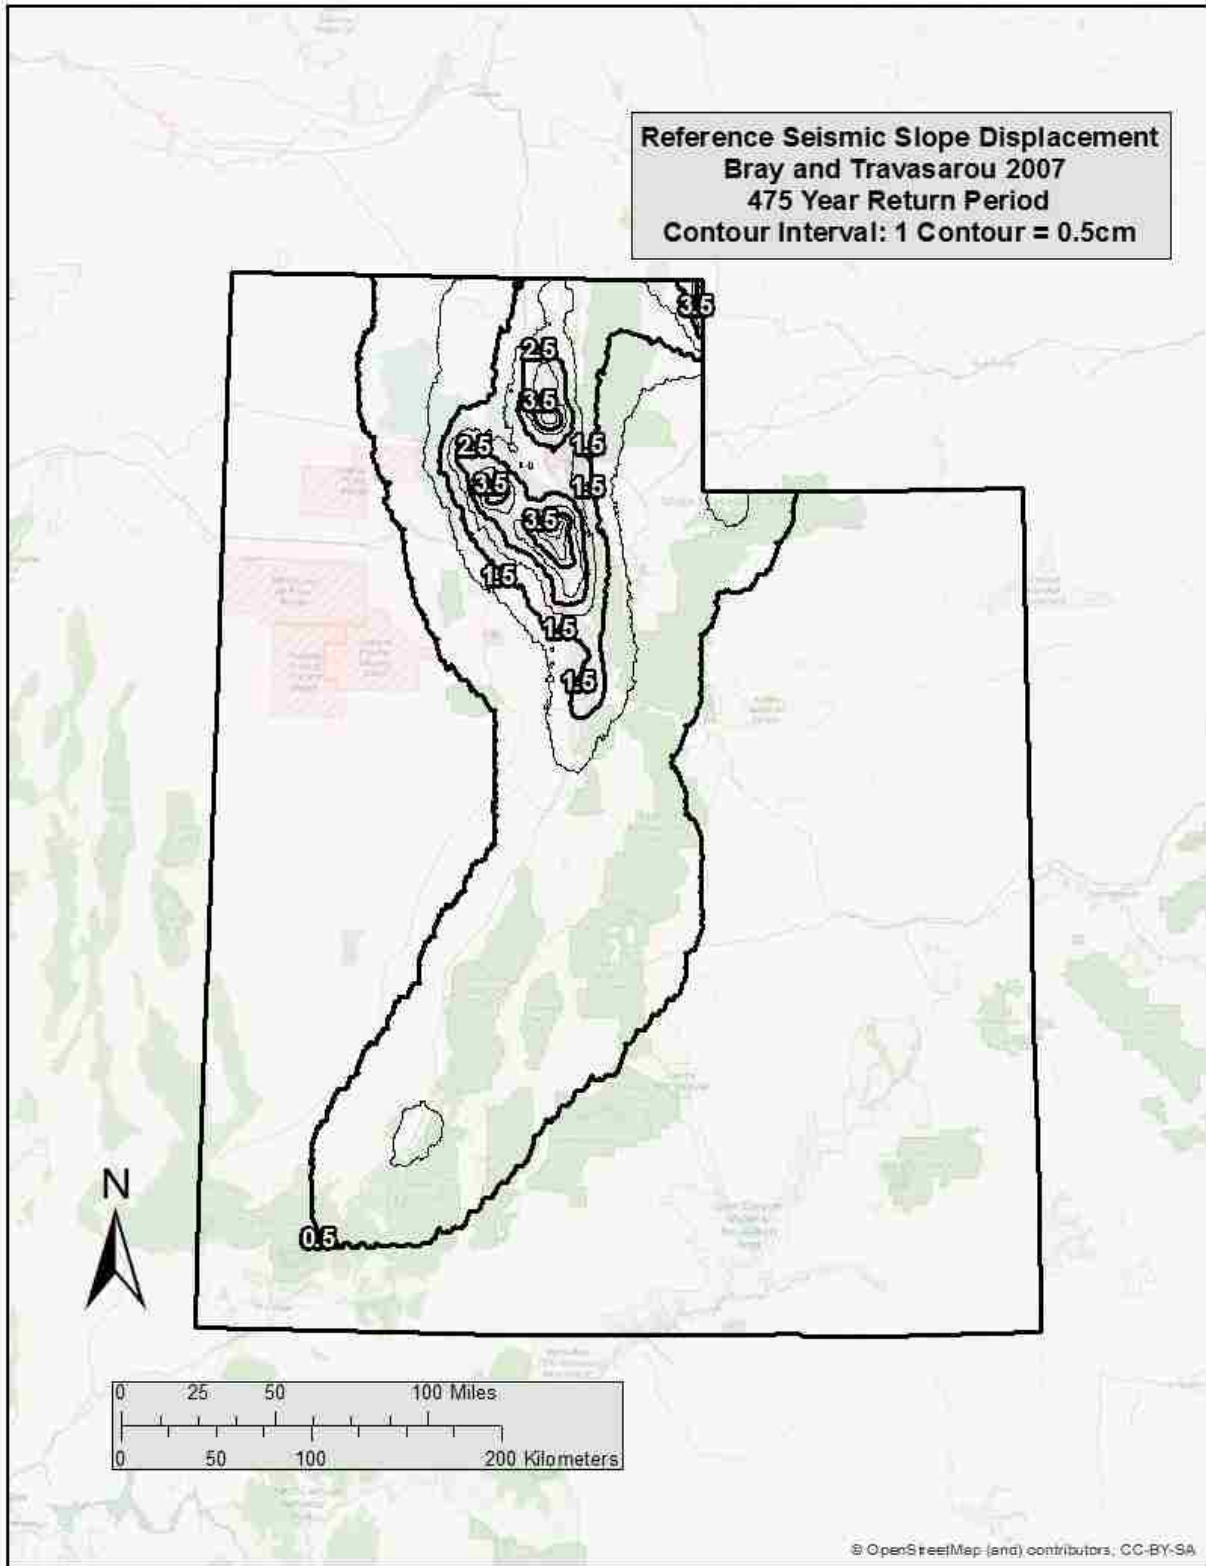 Reference Seismic Slope Displacement
Bray and Travasarou 2007
475 Year Return Period
Contour Interval: 1 Contour = 0.5cm
3.5
2.5
3.5
2.5
1.5
3.5
1.5
3.5
1.5
1.5
1.5
0.5
N
0 25 50 100 Miles
0 50 100 200 Kilometers
© OpenStreetMap (and) contributors, CC-BY-SA